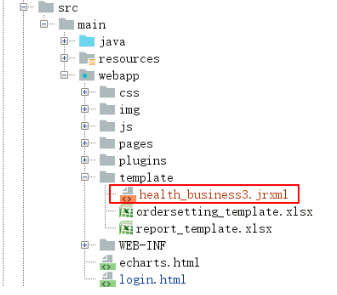 src
main
java
resources
webapp
css
img
js
pages
plugins
template
health_business3.jrxml
ordersetting_template.xlsx
report_template.xlsx
WEB-INF
echarts.html
login.html